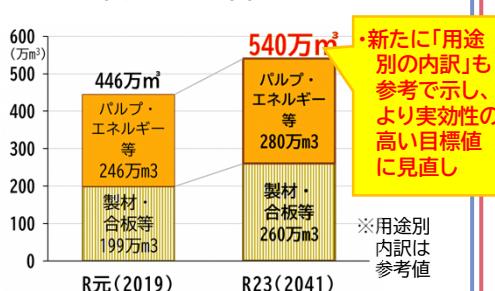 600
(万m³)
500
400
300
200
100
0
446万㎥
パルプ・
エネルギー
等
246万m3
製材・
合板等
199万m3
R元(2019)
540万㎥
パルプ・
エネルギー
等
280万m3
製材・
合板等
260万m3
R23(2041)
・新たに「用途
別の内訳」も
参考で示し、
より実効性の
高い目標値
に見直し
※用途別
内訳は
参考値